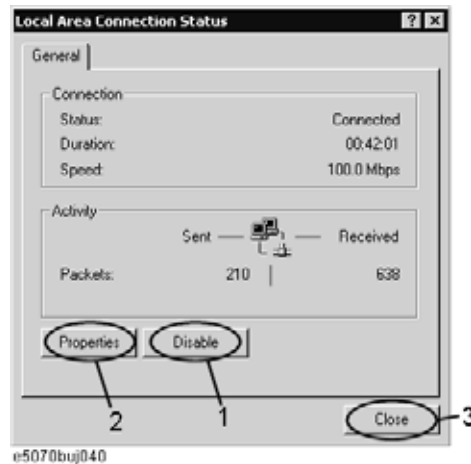 Local Area Connection Status ? X
General
Connection
Status: Connected
Duration: 00:42:01
Speed: 100.0 Mbps
Activity
Sent Received
Packets: 210 638
Properties Disable
2 1
Close 3
e5070buj040